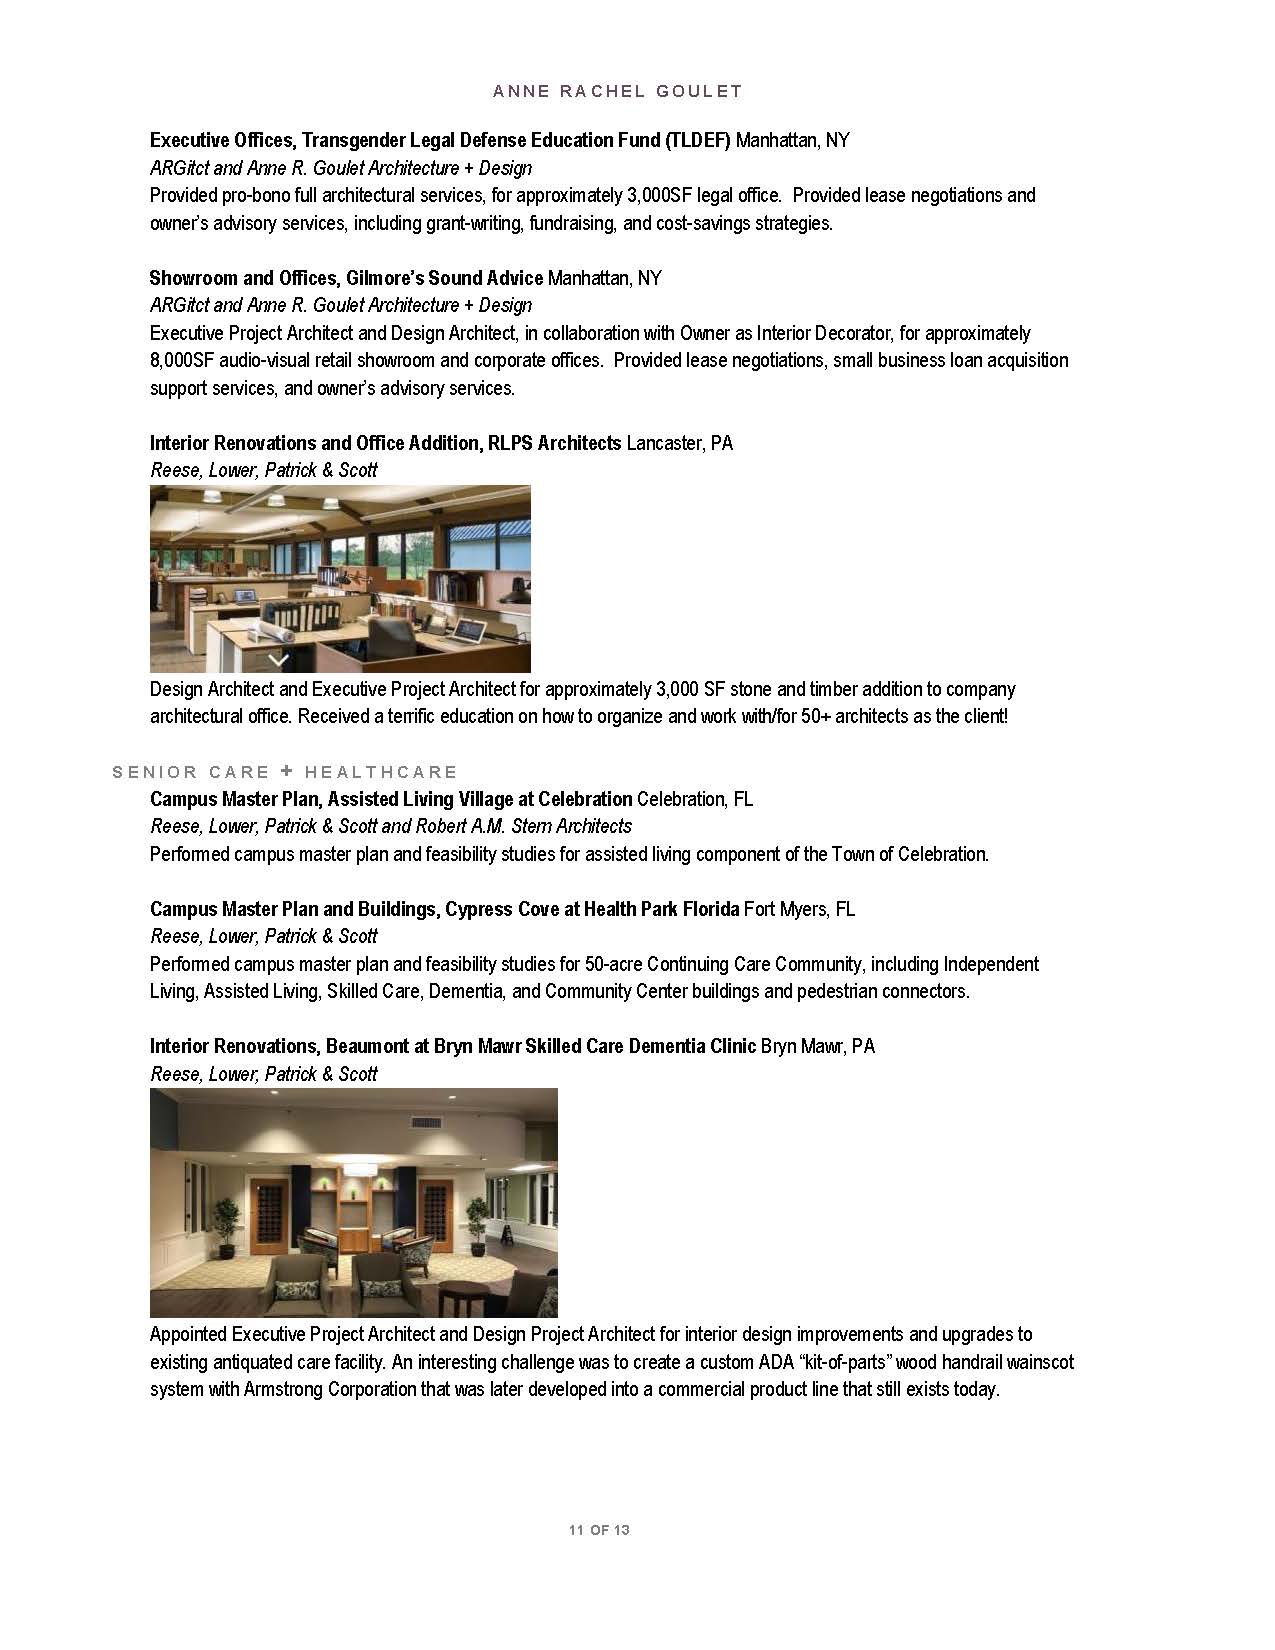 ANNE RACHEL GOULET
Executive Offices, Transgender Legal Defense Education Fund (TLDEF) Manhattan, NY
ARGitct and Anne R. Goulet Architecture + Design
Provided pro-bono full architectural services, for approximately 3,000SF legal office.  Provided lease negotiations and
owner’s advisory services, including grant-writing, fundraising, and cost-savings strategies.
Showroom and Offices, Gilmore’s Sound Advice Manhattan, NY
ARGitct and Anne R. Goulet Architecture + Design
Executive Project Architect and Design Architect, in collaboration with Owner as Interior Decorator, for approximately
8,000SF audio-visual retail showroom and corporate offices.  Provided lease negotiations, small business loan acquisition
support services, and owner’s advisory services.
Interior Renovations and Office Addition, RLPS Architects Lancaster, PA
Reese, Lower, Patrick & Scott
Design Architect and Executive Project Architect for approximately 3,000 SF stone and timber addition to company
architectural office. Received a terrific education on how to organize and work with/for 50+ architects as the client!
SENIOR CARE + HEALTHCARE
Campus Master Plan, Assisted Living Village at Celebration Celebration, FL
Reese, Lower, Patrick & Scott and Robert A.M. Stern Architects
Performed campus master plan and feasibility studies for assisted living component of the Town of Celebration.
Campus Master Plan and Buildings, Cypress Cove at Health Park Florida Fort Myers, FL
Reese, Lower, Patrick & Scott
Performed campus master plan and feasibility studies for 50-acre Continuing Care Community, including Independent
Living, Assisted Living, Skilled Care, Dementia, and Community Center buildings and pedestrian connectors.
Interior Renovations, Beaumont at Bryn Mawr Skilled Care Dementia Clinic Bryn Mawr, PA
Reese, Lower, Patrick & Scott
Appointed Executive Project Architect and Design Project Architect for interior design improvements and upgrades to
existing antiquated care facility. An interesting challenge was to create a custom ADA “kit-of-parts” wood handrail wainscot
system with Armstrong Corporation that was later developed into a commercial product line that still exists today.
11 OF 13